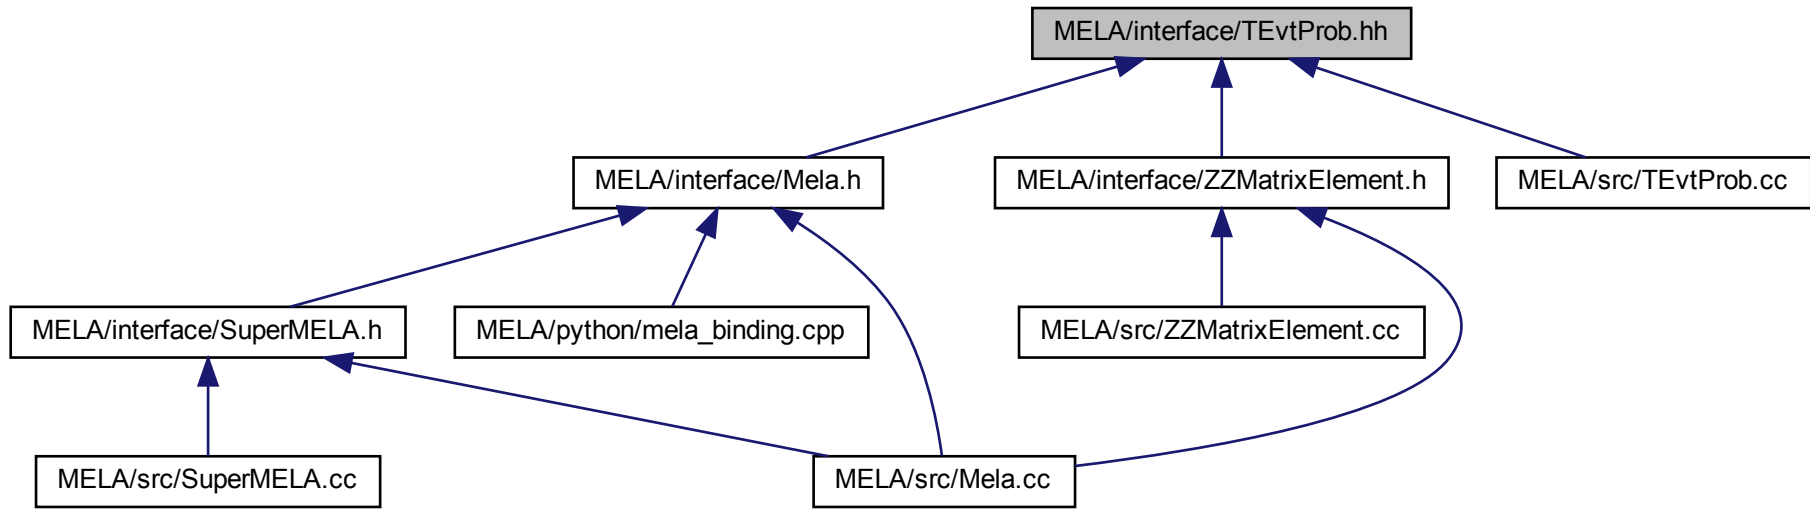 MELA/interface/TEvtProb.hh
MELA/interface/Mela.h
MELA/interface/ZZMatrixElement.h
MELA/src/TEvtProb.cc
MELA/interface/SuperMELA.h
MELA/python/mela_binding.cpp
MELA/src/ZZMatrixElement.cc
MELA/src/SuperMELA.cc
MELA/src/Mela.cc